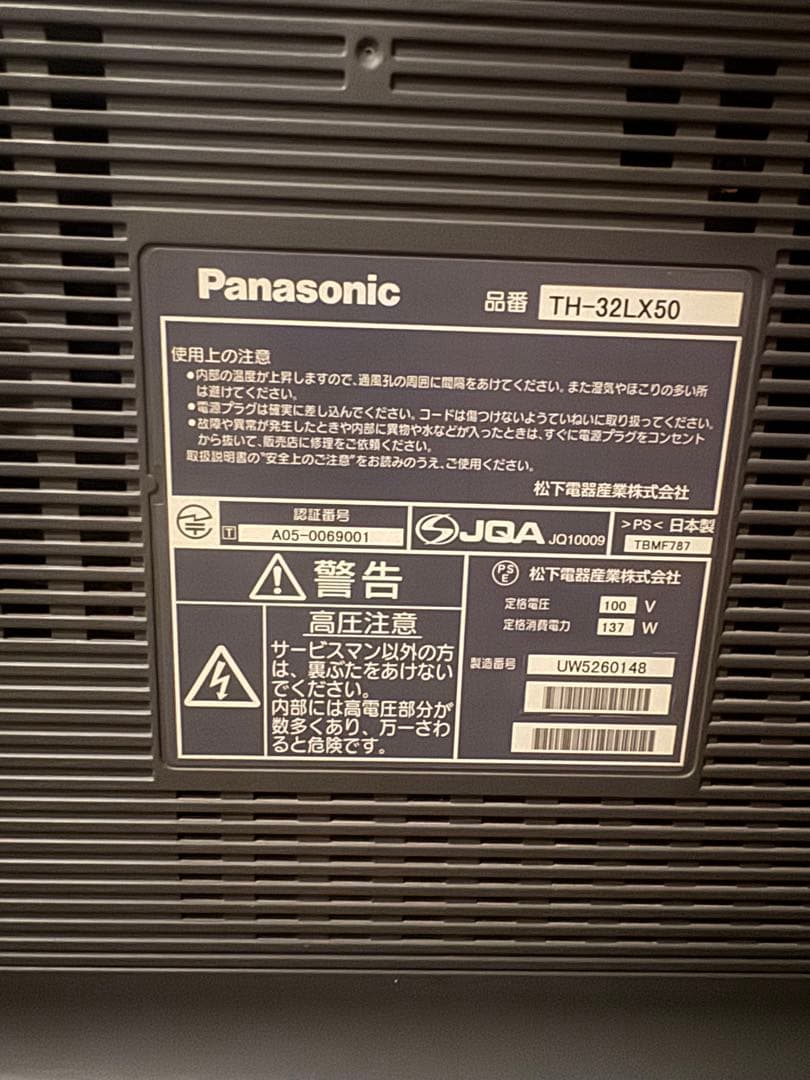 Panasonic
品番 TH-32LX50
使用上の注意
●内部の温度が上昇しますので、通風孔の周囲に間隔をあけてください。また湿気やほこりの多い所
は避けてください。
●電源プラグは確実に差し込んでください。コードは傷つけないようていねいに取り扱ってください。
●故障や異常が発生したときや内部に異物や水などが入ったときは、すぐに電源プラグをコンセント
から抜いて、販売店に修理をご依頼ください。
取扱説明書の"安全上のご注意"をお読みのうえ、ご使用ください。
松下電器産業株式会社
認証番号
T A05-0069001
JQA JQ10009
>PS< 日本製
TBMF787
警告
高圧注意
サービスマン以外の方
は、裏ぶたをあけない
でください。
内部には高電圧部分が
数多くあり、万一さわ
ると危険です。
PSE 松下電器産業株式会社
定格電圧 100 V
定格消費電力 137 W
製造番号 UW5260148